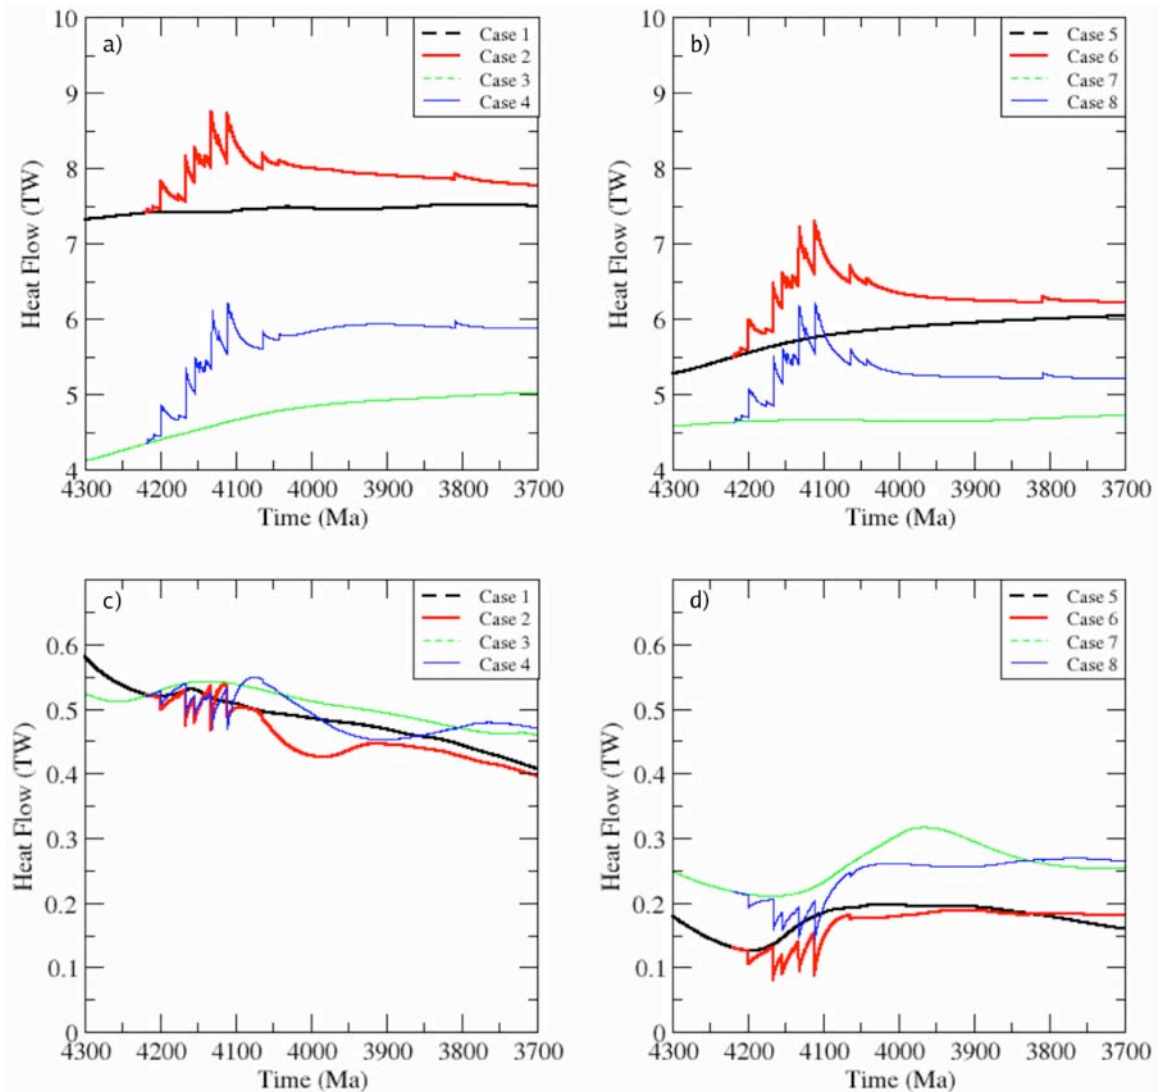 a)
Case 1
Case 2
Case 3
Case 4
10
9
8
7
6
5
4
Heat Flow (TW)
4300 4200 4100 4000 3900 3800 3700
Time (Ma)
b)
Case 5
Case 6
Case 7
Case 8
10
9
8
7
6
5
4
Heat Flow (TW)
4300 4200 4100 4000 3900 3800 3700
Time (Ma)
c)
Case 1
Case 2
Case 3
Case 4
0.6
0.5
0.4
0.3
0.2
0.1
0
Heat Flow (TW)
4300 4200 4100 4000 3900 3800 3700
Time (Ma)
d)
Case 5
Case 6
Case 7
Case 8
0.6
0.5
0.4
0.3
0.2
0.1
0
Heat Flow (TW)
4300 4200 4100 4000 3900 3800 3700
Time (Ma)